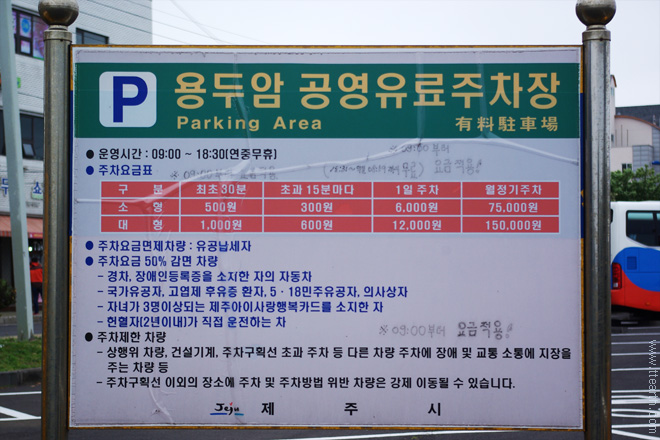 P 용두암 공영유료주차장
Parking Area 有料駐車場
● 운영시간 : 09:00 ~ 18:30(연중무휴) ※ 09:00 부터
● 주차요금표 요금적용!
구 분 최초 30분 초과 15분마다 1일 주차 월정기주차
소 형 500원 300원 6,000원 75,000원
대 형 1,000원 600원 12,000원 150,000원
● 주차요금면제차량 : 유공납세자
● 주차요금 50% 감면 차량
- 경차, 장애인등록증을 소지한 자의 자동차
- 국가유공자, 고엽제 후유증 환자, 5 · 18민주유공자, 의사상자
- 자녀가 3명이상되는 제주아이사랑행복카드를 소지한 자
- 헌혈자(2년이내)가 직접 운전하는 차
※ 09:00부터 요금적용!
● 주차제한 차량
- 상행위 차량, 건설기계, 주차구획선 초과 주차 등 다른 차량 주차에 장애 및 교통 소통에 지장을
주는 차량 등
- 주차구획선 이외의 장소에 주차 및 주차방법 위반 차량은 강제 이동될 수 있습니다.
Jeju 제 주 시
www.ttearth.com